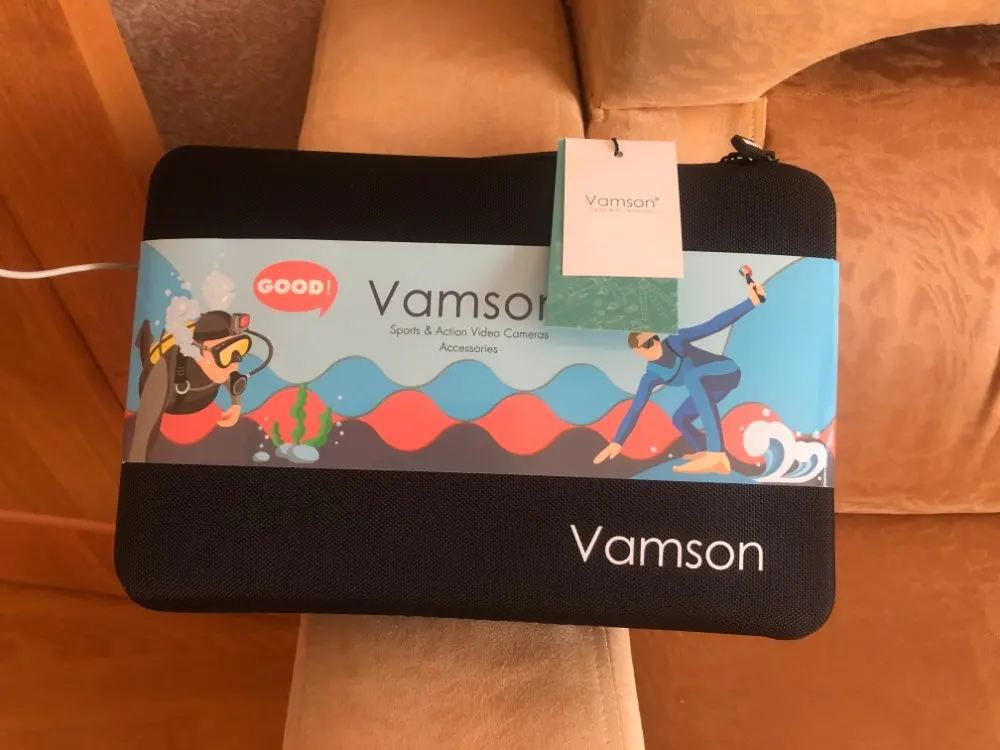 Vamson®
GOOD!
Vamson
Sports & Action Video Cameras
Accessories
Vamson